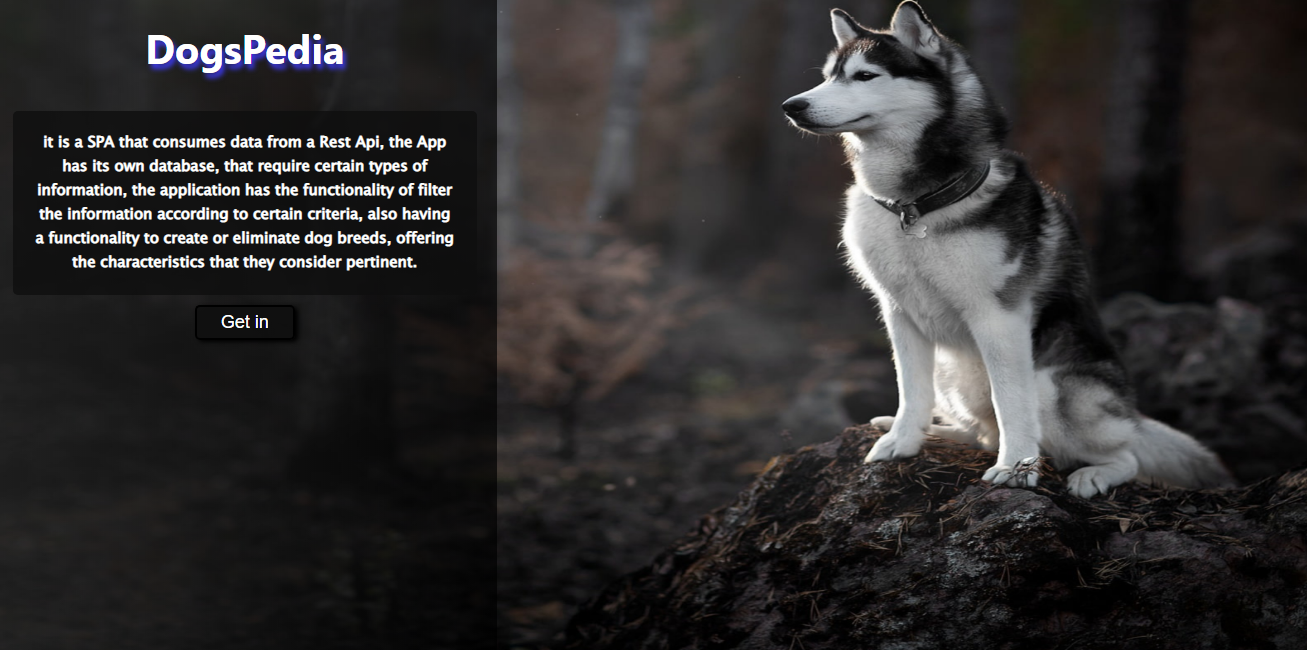 DogsPedia
it is a SPA that consumes data from a Rest Api, the App
has its own database, that require certain types of
information, the application has the functionality of filter
the information according to certain criteria, also having
a functionality to create or eliminate dog breeds, offering
the characteristics that they consider pertinent.
Get in